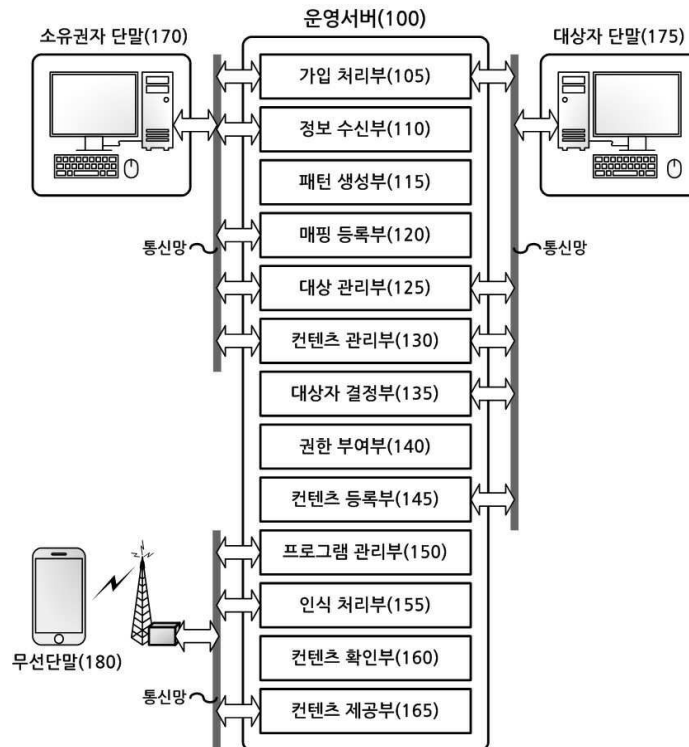 운영서버(100)
소유권자 단말(170)
대상자 단말(175)
가입 처리부(105)
정보 수신부(110)
패턴 생성부(115)
매핑 등록부(120)
통신망
통신망
대상 관리부(125)
컨텐츠 관리부(130)
대상자 결정부(135)
권한 부여부(140)
컨텐츠 등록부(145)
프로그램 관리부(150)
인식 처리부(155)
컨텐츠 확인부(160)
무선단말(180)
통신망
컨텐츠 제공부(165)